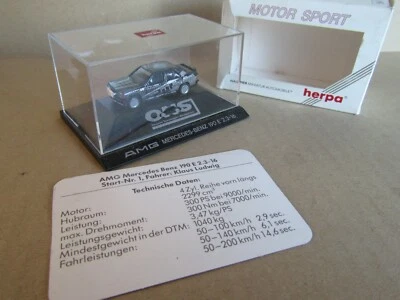 MOTOR SPORT
herpa
MINIATUR AUTOMOBILE
AMG MERCEDES-BENZ 190 E 2.3-16
AMG Mercedes Benz 190 E 2.3-16
Start-Nr. 1, Fahrer: Klaus Ludwig
Technische Daten:
Motor: 4 Zyl. Reihe vorn längs
Hubraum: 2299 cm³
Leistung: 300 PS bei 9000/min.
max. Drehmoment: 300 Nm bei 7000/min.
Leistungsgewicht: 3,47 kg/PS
Mindestgewicht in der DTM: 1040 kg
Fahrleistungen: 50-100 km/h 2,9 sec.
50-140 km/h 6,1 sec.
50-200 km/h 14,6 sec.